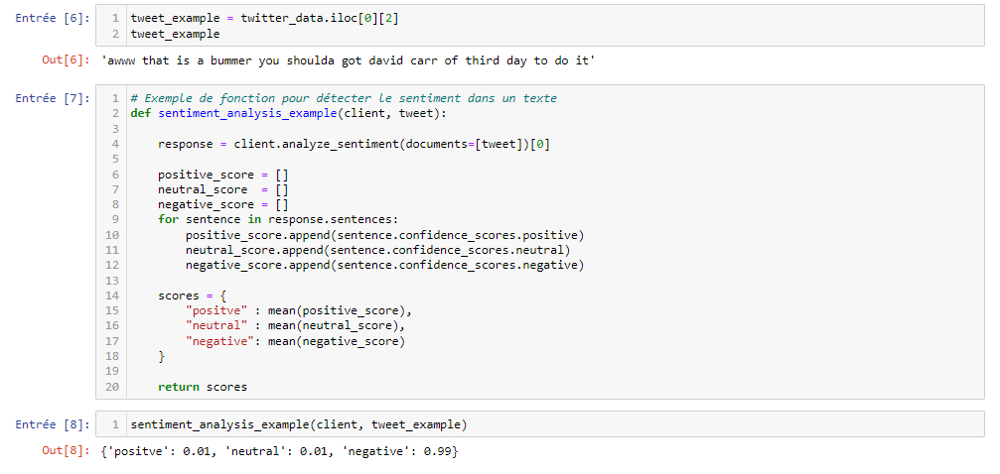 Entrée [6]:
1 tweet_example = twitter_data.iloc[0][2]
2 tweet_example
Out[6]: 'awww that is a bummer you shoulda got david carr of third day to do it'
Entrée [7]:
1 # Exemple de fonction pour détecter le sentiment dans un texte
2 def sentiment_analysis_example(client, tweet):
3
4     response = client.analyze_sentiment(documents=[tweet])[0]
5
6     positive_score = []
7     neutral_score  = []
8     negative_score = []
9     for sentence in response.sentences:
10         positive_score.append(sentence.confidence_scores.positive)
11         neutral_score.append(sentence.confidence_scores.neutral)
12         negative_score.append(sentence.confidence_scores.negative)
13
14     scores = {
15         "positve" : mean(positive_score),
16         "neutral" : mean(neutral_score),
17         "negative": mean(negative_score)
18     }
19
20     return scores
Entrée [8]:
1 sentiment_analysis_example(client, tweet_example)
Out[8]: {'positve': 0.01, 'neutral': 0.01, 'negative': 0.99}